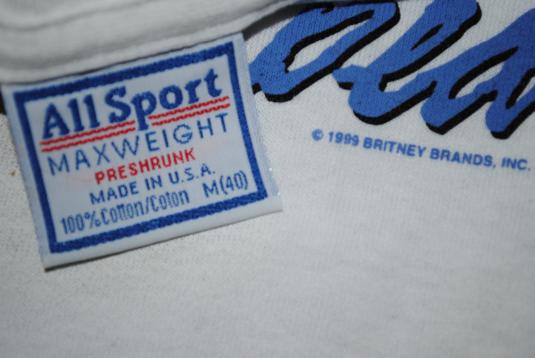 All Sport
MAXWEIGHT
PRESHRUNK
MADE IN U.S.A.
100% Cotton/Coton M(40)
© 1999 BRITNEY BRANDS, INC.